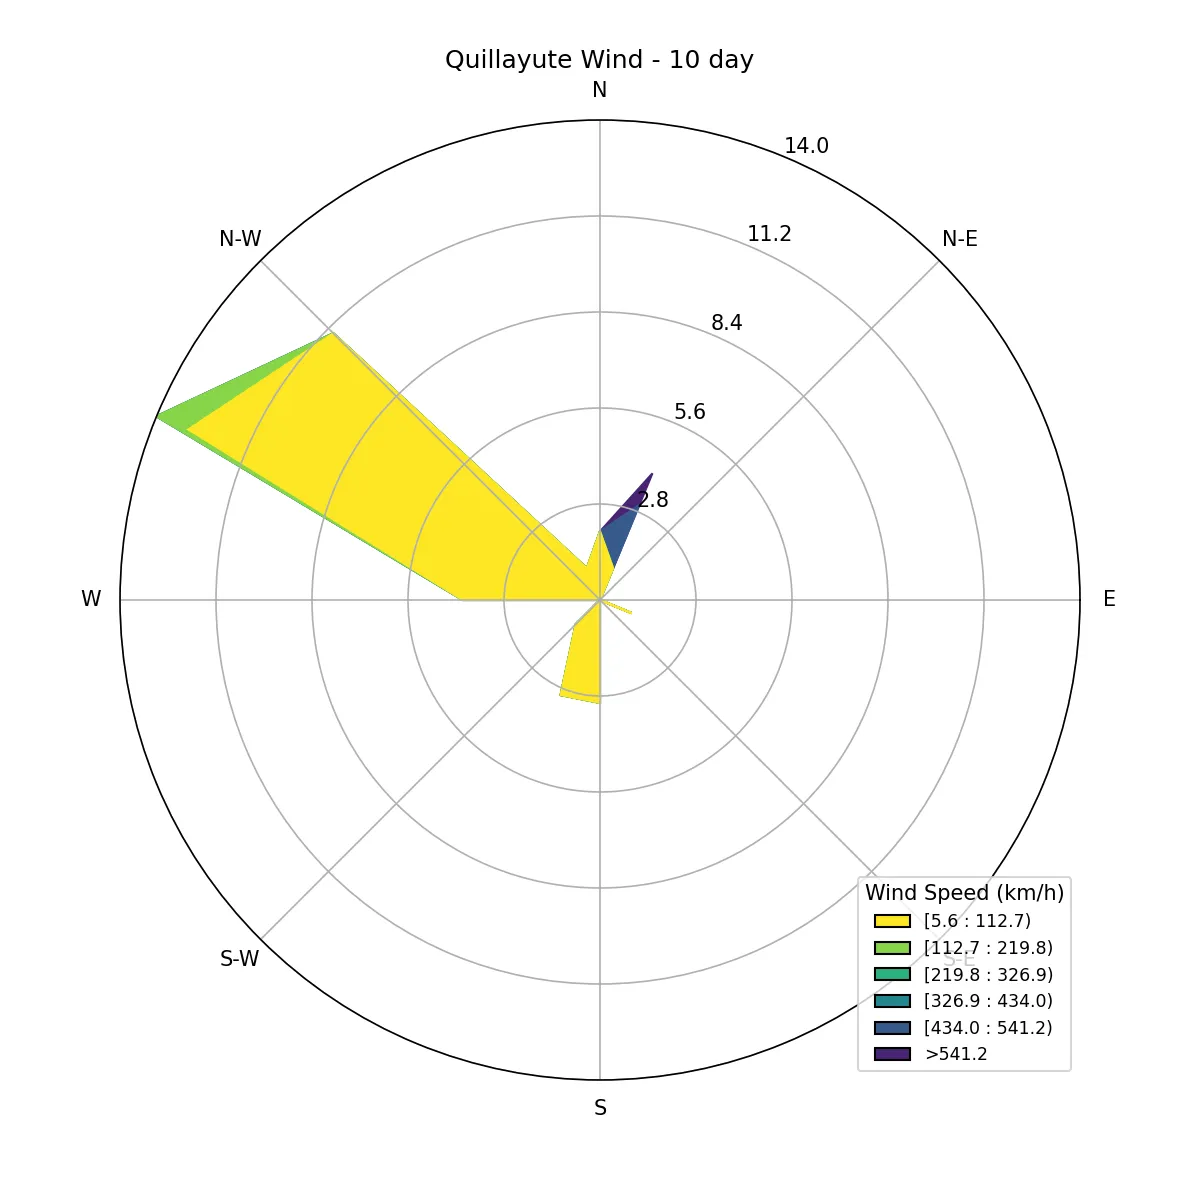 Quillayute Wind - 10 day
N
14.0
N-W
11.2
N-E
8.4
5.6
2.8
W
E
Wind Speed (km/h)
[5.6 : 112.7)
[112.7 : 219.8)
S-W
S-E
[219.8 : 326.9)
[326.9 : 434.0)
[434.0 : 541.2)
>541.2
S